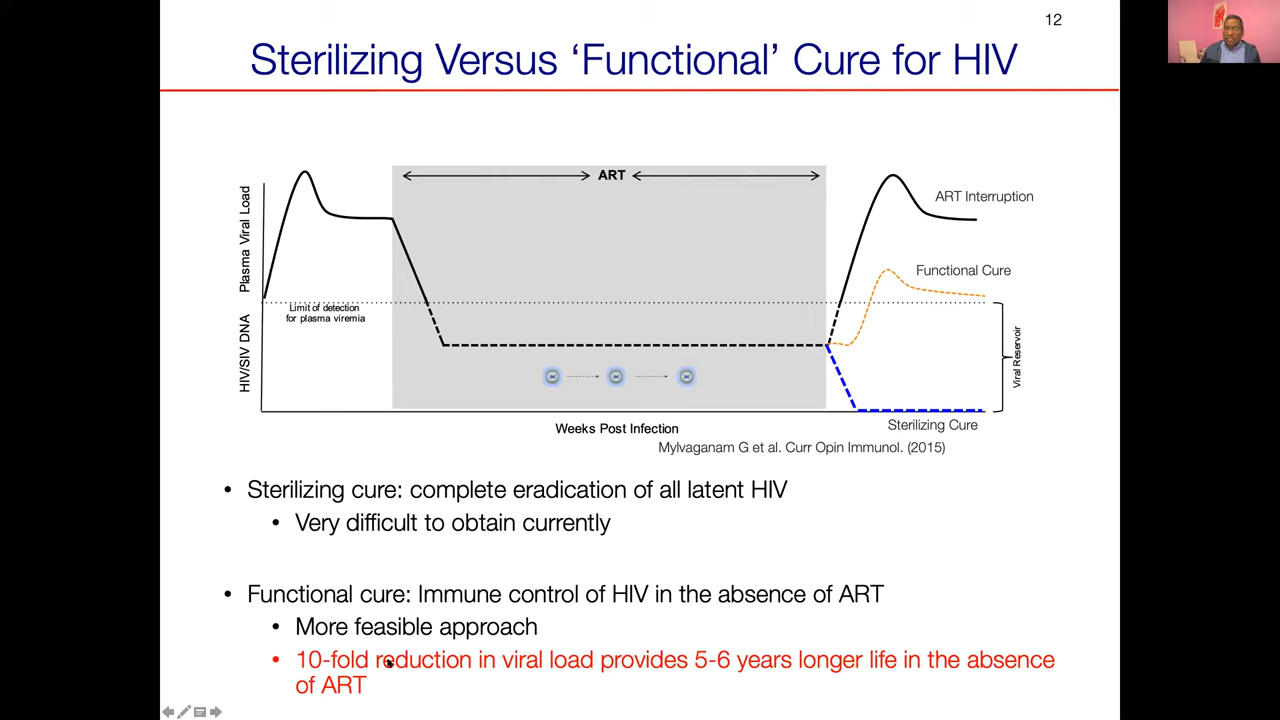 12
Sterilizing Versus ‘Functional’ Cure for HIV
ART
Plasma Viral Load
HIV/SIV DNA
Limit of detection
for plasma viremia
ART Interruption
Functional Cure
Viral Reservoir
Sterilizing Cure
Weeks Post Infection
Mylvaganam G et al. Curr Opin Immunol. (2015)
• Sterilizing cure: complete eradication of all latent HIV
• Very difficult to obtain currently
• Functional cure: Immune control of HIV in the absence of ART
• More feasible approach
• 10-fold reduction in viral load provides 5-6 years longer life in the absence
of ART